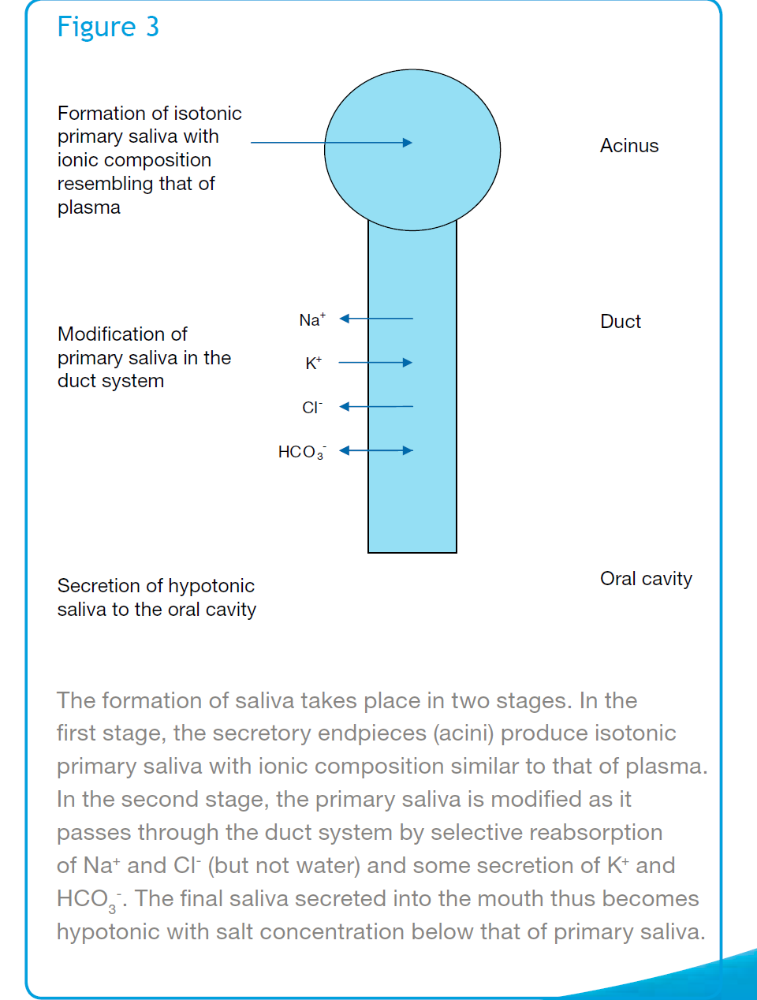 Figure 3
Formation of isotonic
primary saliva with
ionic composition
resembling that of
plasma
Acinus
Modification of
primary saliva in the
duct system
Na⁺
K⁺
Cl⁻
HCO₃⁻
Duct
Secretion of hypotonic
saliva to the oral cavity
Oral cavity
The formation of saliva takes place in two stages. In the
first stage, the secretory endpieces (acini) produce isotonic
primary saliva with ionic composition similar to that of plasma.
In the second stage, the primary saliva is modified as it
passes through the duct system by selective reabsorption
of Na⁺ and Cl⁻ (but not water) and some secretion of K⁺ and
HCO₃⁻. The final saliva secreted into the mouth thus becomes
hypotonic with salt concentration below that of primary saliva.